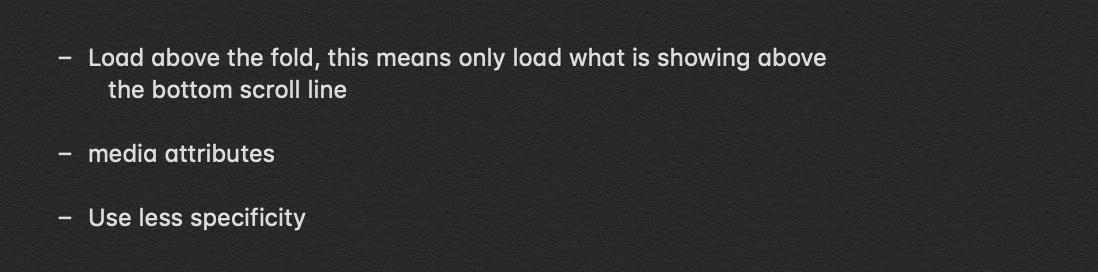 – Load above the fold, this means only load what is showing above
the bottom scroll line
– media attributes
– Use less specificity